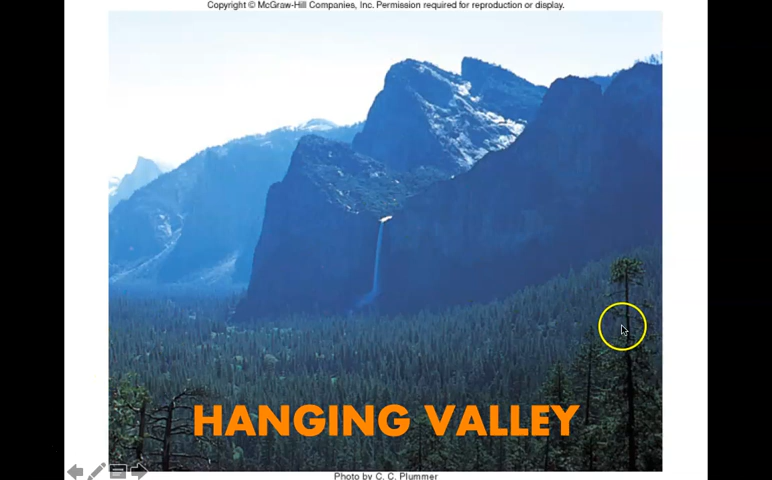 Copyright © McGraw-Hill Companies, Inc. Permission required for reproduction or display.
HANGING VALLEY
Photo by C. C. Plummer